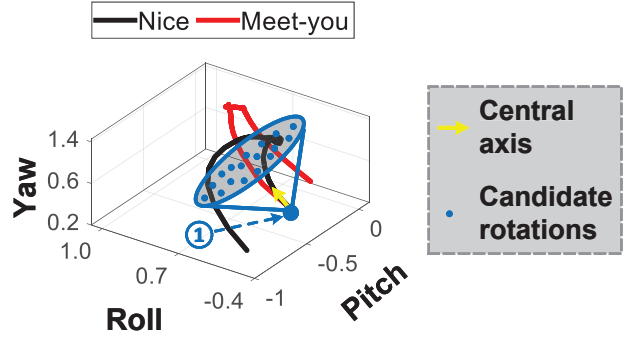 Nice Meet-you
Central
axis
Candidate
rotations
1.4
0.6
0.2
Yaw
1
1.0
0.7
-0.4
Roll
-1
-0.5
0
Pitch